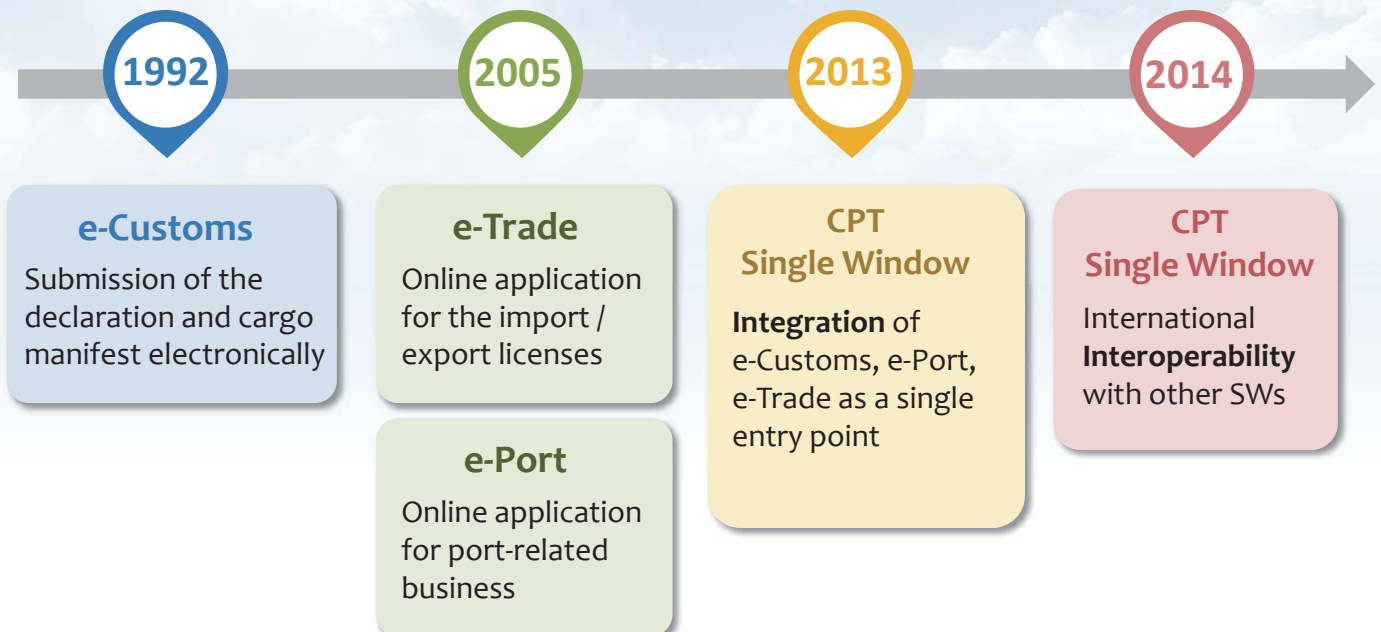 1992
2005
2013
2014
e-Customs
Submission of the
declaration and cargo
manifest electronically
e-Trade
Online application
for the import /
export licenses
e-Port
Online application
for port-related
business
CPT
Single Window
Integration of
e-Customs, e-Port,
e-Trade as a single
entry point
CPT
Single Window
International
Interoperability
with other SWs